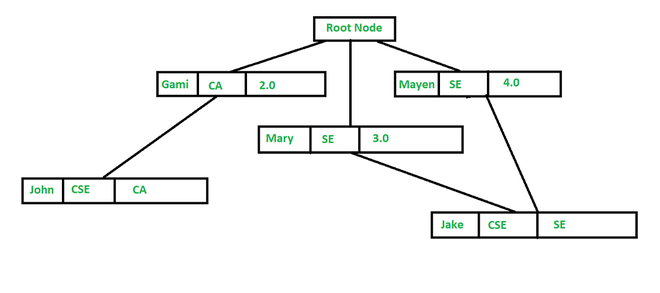 Root Node
Gami CA 2.0
Mayen SE 4.0
Mary SE 3.0
John CSE CA
Jake CSE SE